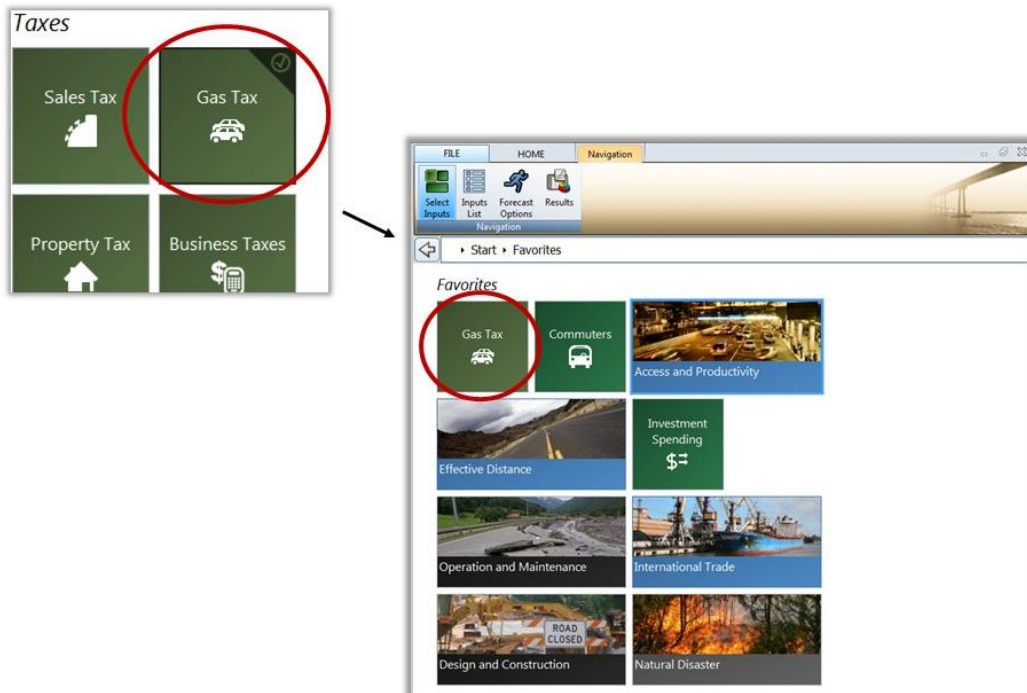 Taxes
Sales Tax
Gas Tax
Property Tax
Business Taxes
FILE
HOME
Navigation
Select
Inputs
Inputs
List
Forecast
Options
Results
Navigation
Start
Favorites
Favorites
Gas Tax
Commuters
Access and Productivity
Effective Distance
Investment
Spending
Operation and Maintenance
International Trade
ROAD
CLOSED
Design and Construction
Natural Disaster